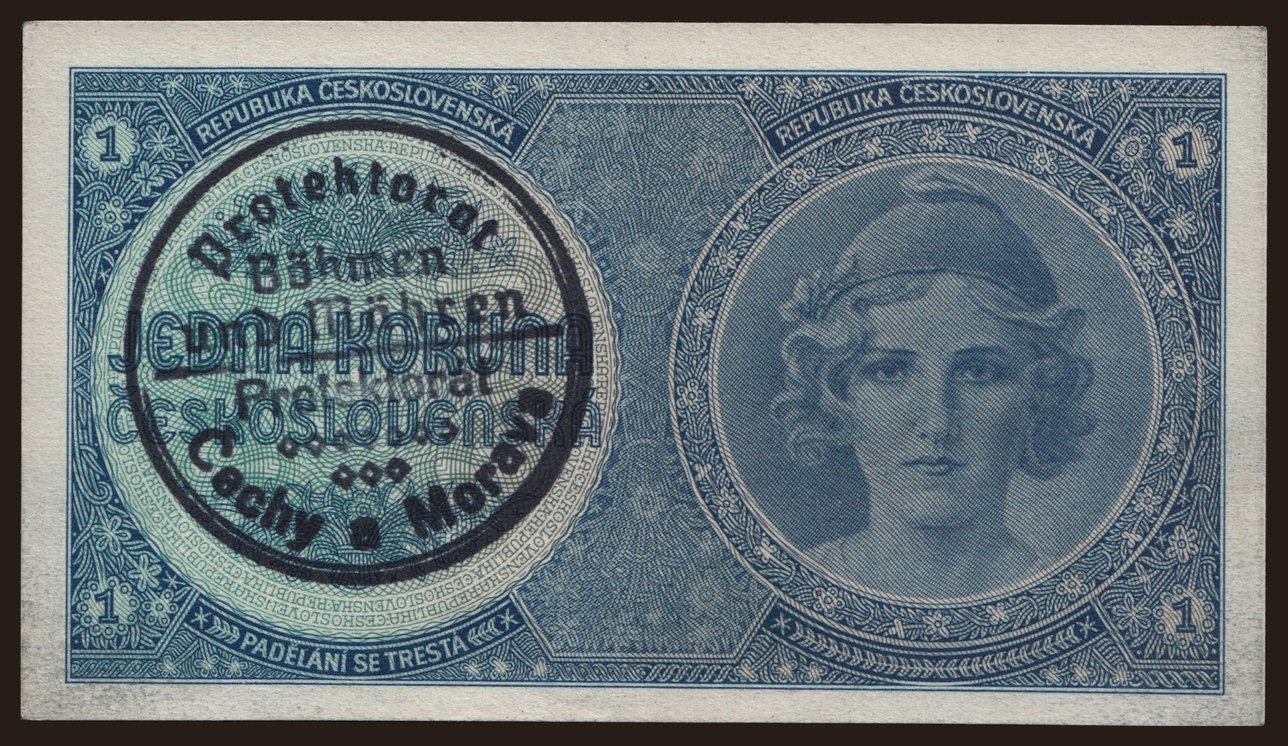 REPUBLIKA ČESKOSLOVENSKÁ
REPUBLIKA ČESKOSLOVENSKÁ
1
1
Protektorat
Böhmen
und Mähren
JEDNA KORUNA
Protektorát
ČESKOSLOVENSKÁ
Čechy a Morava
1
1
PADĚLÁNÍ SE TRESTÁ